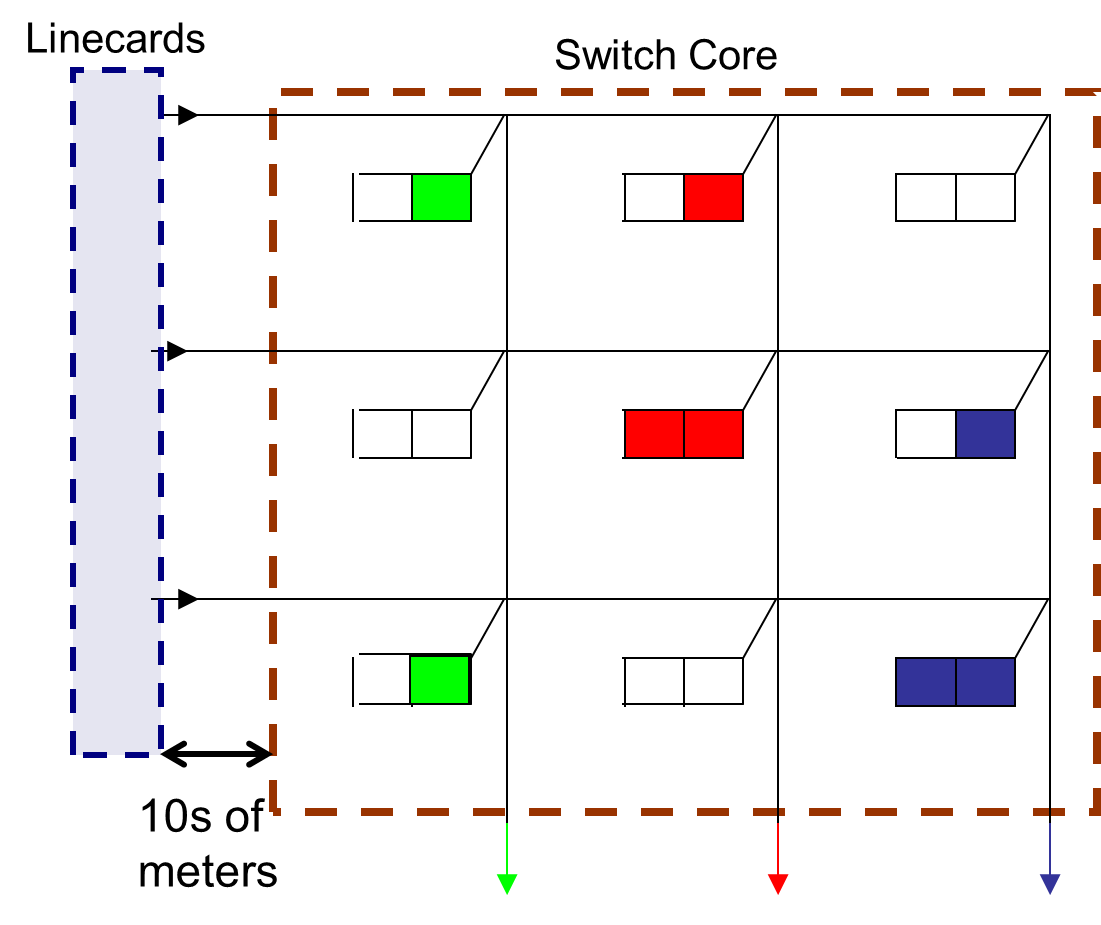 Linecards
Switch Core
10s of
meters